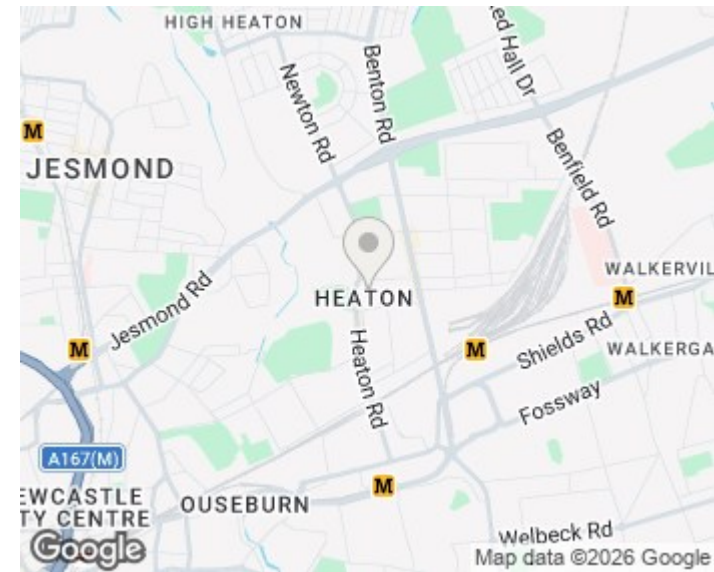 HIGH HEATON
Newton Rd
Benton Rd
ed Hall Dr
Benfield Rd
M
JESMOND
HEATON
WALKERVIL
M
Jesmond Rd
M
M
Heaton Rd
Shields Rd
WALKERGA
Fossway
A167(M)
M
EWCASTLE
TY CENTRE
OUSEBURN
Welbeck Rd
Google
Map data ©2026 Google